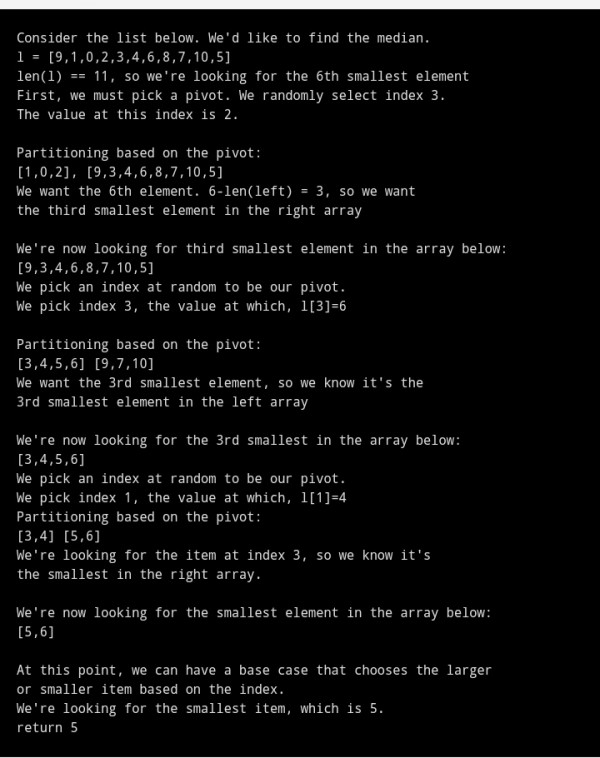 Consider the list below. We'd like to find the median.
l = [9,1,0,2,3,4,6,8,7,10,5]
len(l) == 11, so we're looking for the 6th smallest element
First, we must pick a pivot. We randomly select index 3.
The value at this index is 2.
Partitioning based on the pivot:
[1,0,2], [9,3,4,6,8,7,10,5]
We want the 6th element. 6-len(left) = 3, so we want
the third smallest element in the right array
We're now looking for third smallest element in the array below:
[9,3,4,6,8,7,10,5]
We pick an index at random to be our pivot.
We pick index 3, the value at which, l[3]=6
Partitioning based on the pivot:
[3,4,5,6] [9,7,10]
We want the 3rd smallest element, so we know it's the
3rd smallest element in the left array
We're now looking for the 3rd smallest in the array below:
[3,4,5,6]
We pick an index at random to be our pivot.
We pick index 1, the value at which, l[1]=4
Partitioning based on the pivot:
[3,4] [5,6]
We're looking for the item at index 3, so we know it's
the smallest in the right array.
We're now looking for the smallest element in the array below:
[5,6]
At this point, we can have a base case that chooses the larger
or smaller item based on the index.
We're looking for the smallest item, which is 5.
return 5